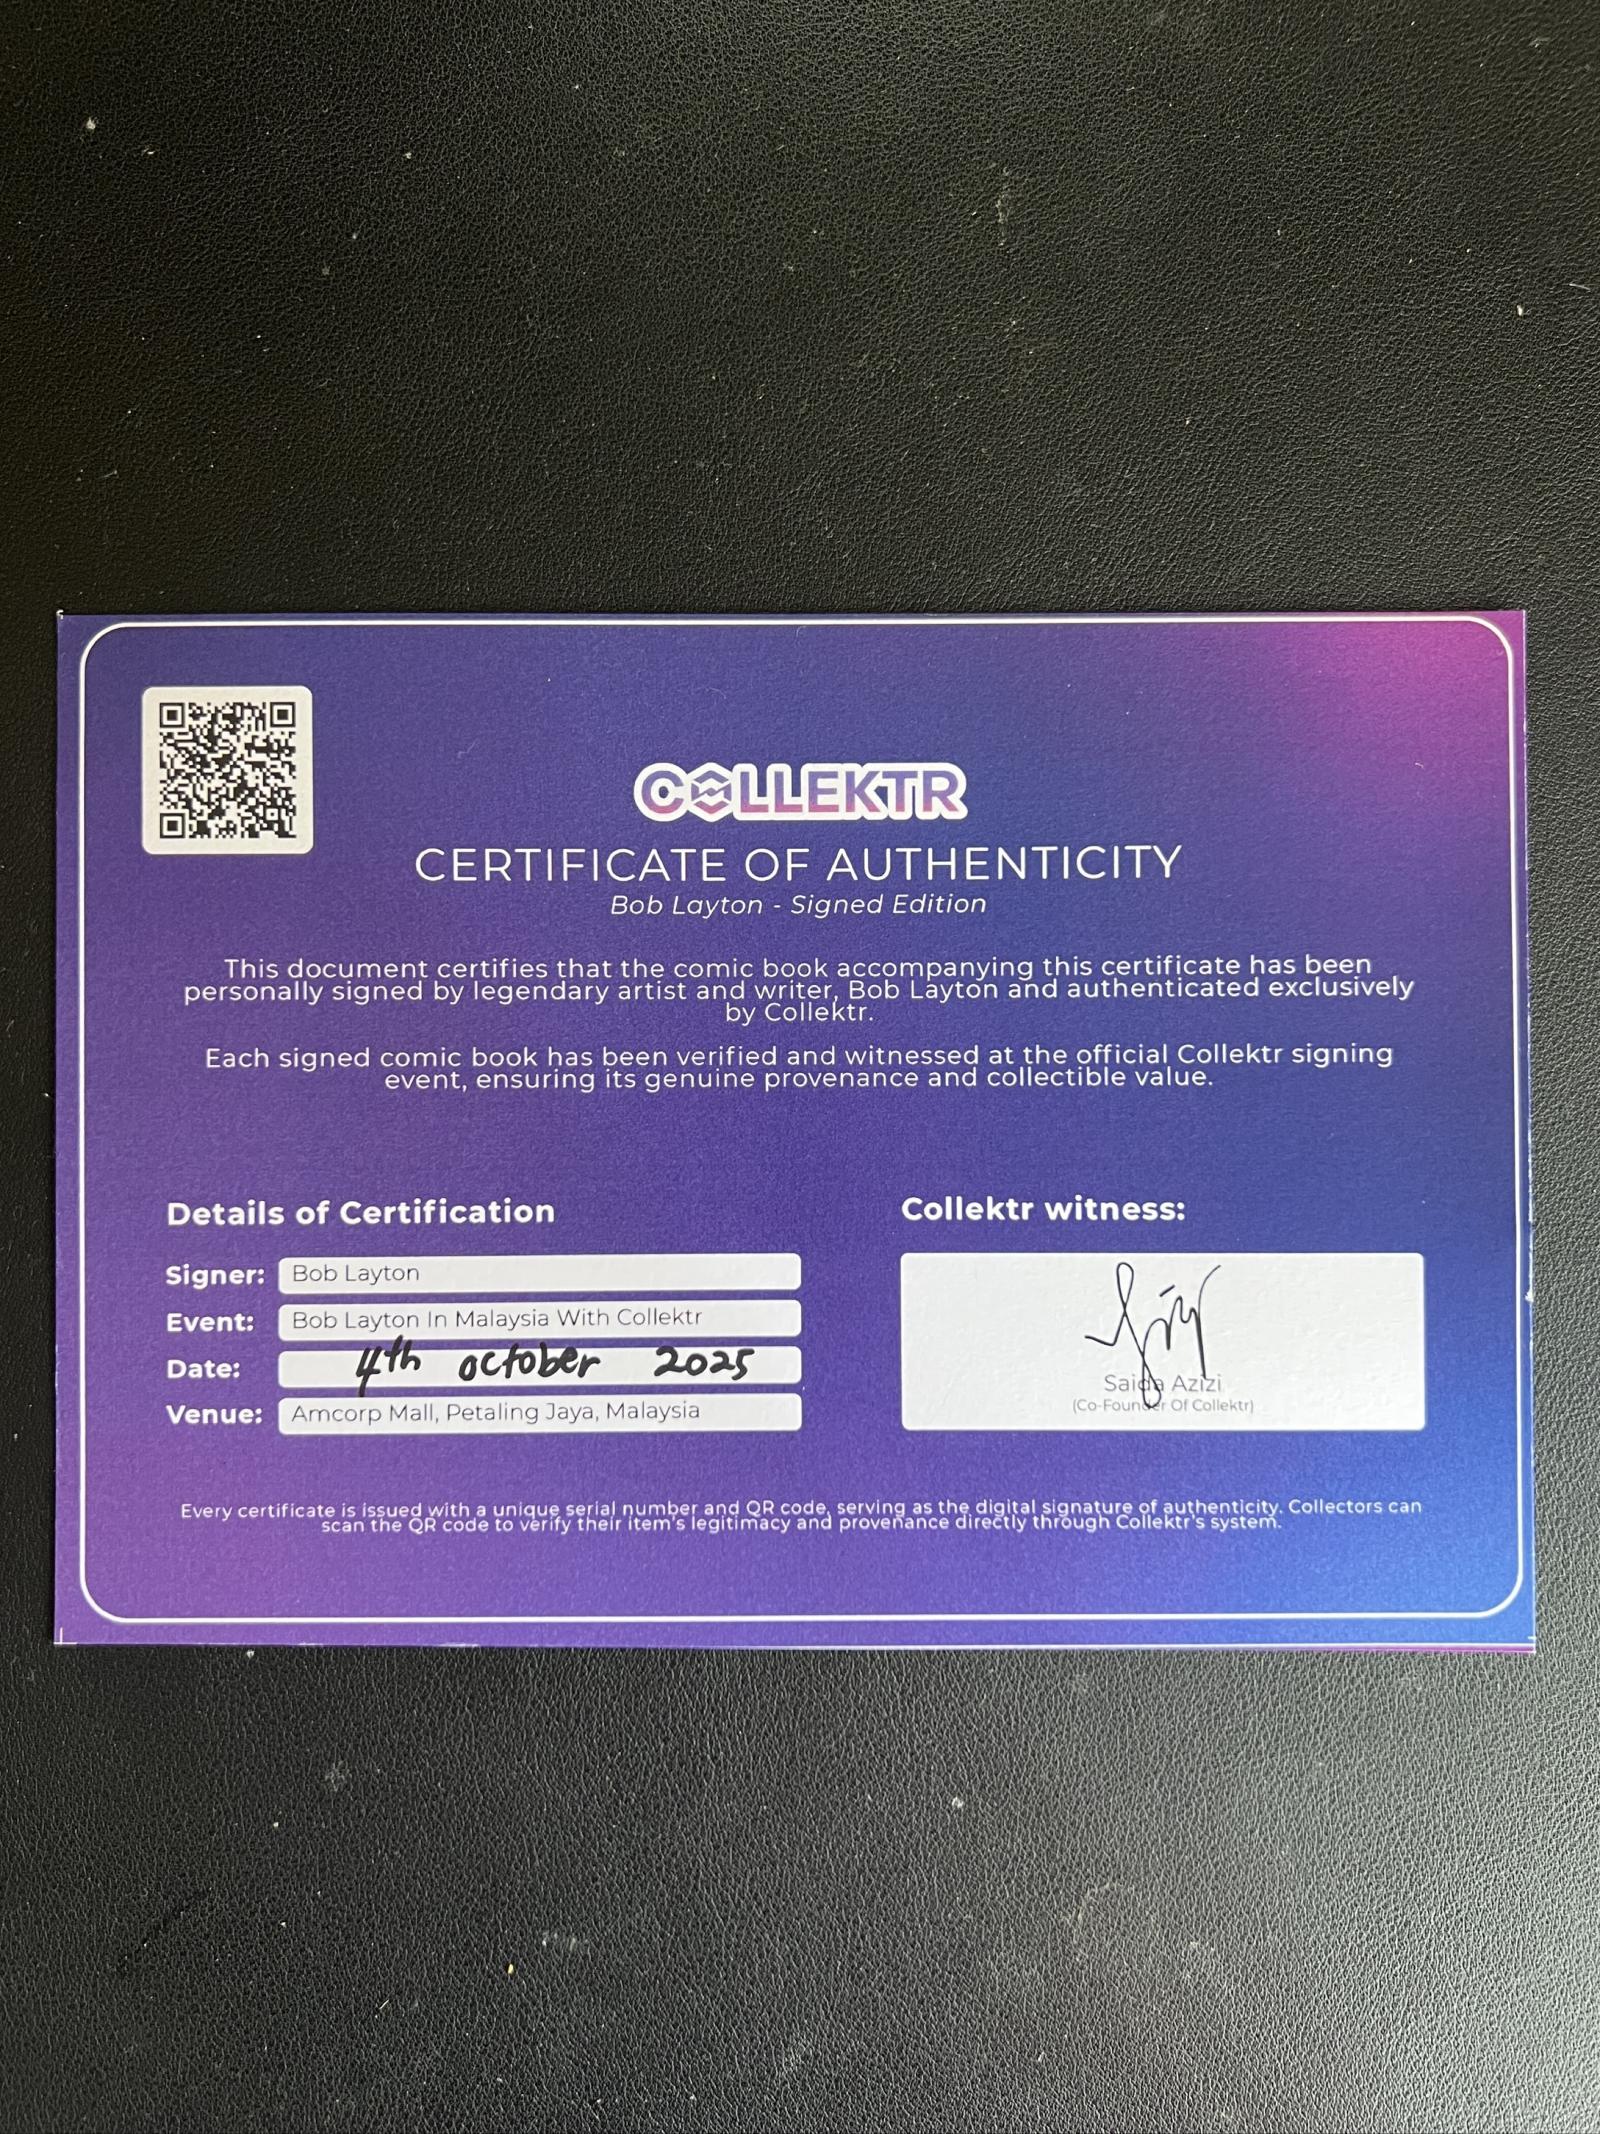 COLLEKTR
CERTIFICATE OF AUTHENTICITY
Bob Layton - Signed Edition
This document certifies that the comic book accompanying this certificate has been
personally signed by legendary artist and writer, Bob Layton and authenticated exclusively
by Collektr.
Each signed comic book has been verified and witnessed at the official Collektr signing
event, ensuring its genuine provenance and collectible value.
Details of Certification
Signer: Bob Layton
Event: Bob Layton In Malaysia With Collektr
Date: 4th october 2025
Venue: Amcorp Mall, Petaling Jaya, Malaysia
Collektr witness:
Saida Azizi
(Co-Founder Of Collektr)
Every certificate is issued with a unique serial number and QR code, serving as the digital signature of authenticity. Collectors can
scan the QR code to verify their item's legitimacy and provenance directly through Collektr's system.